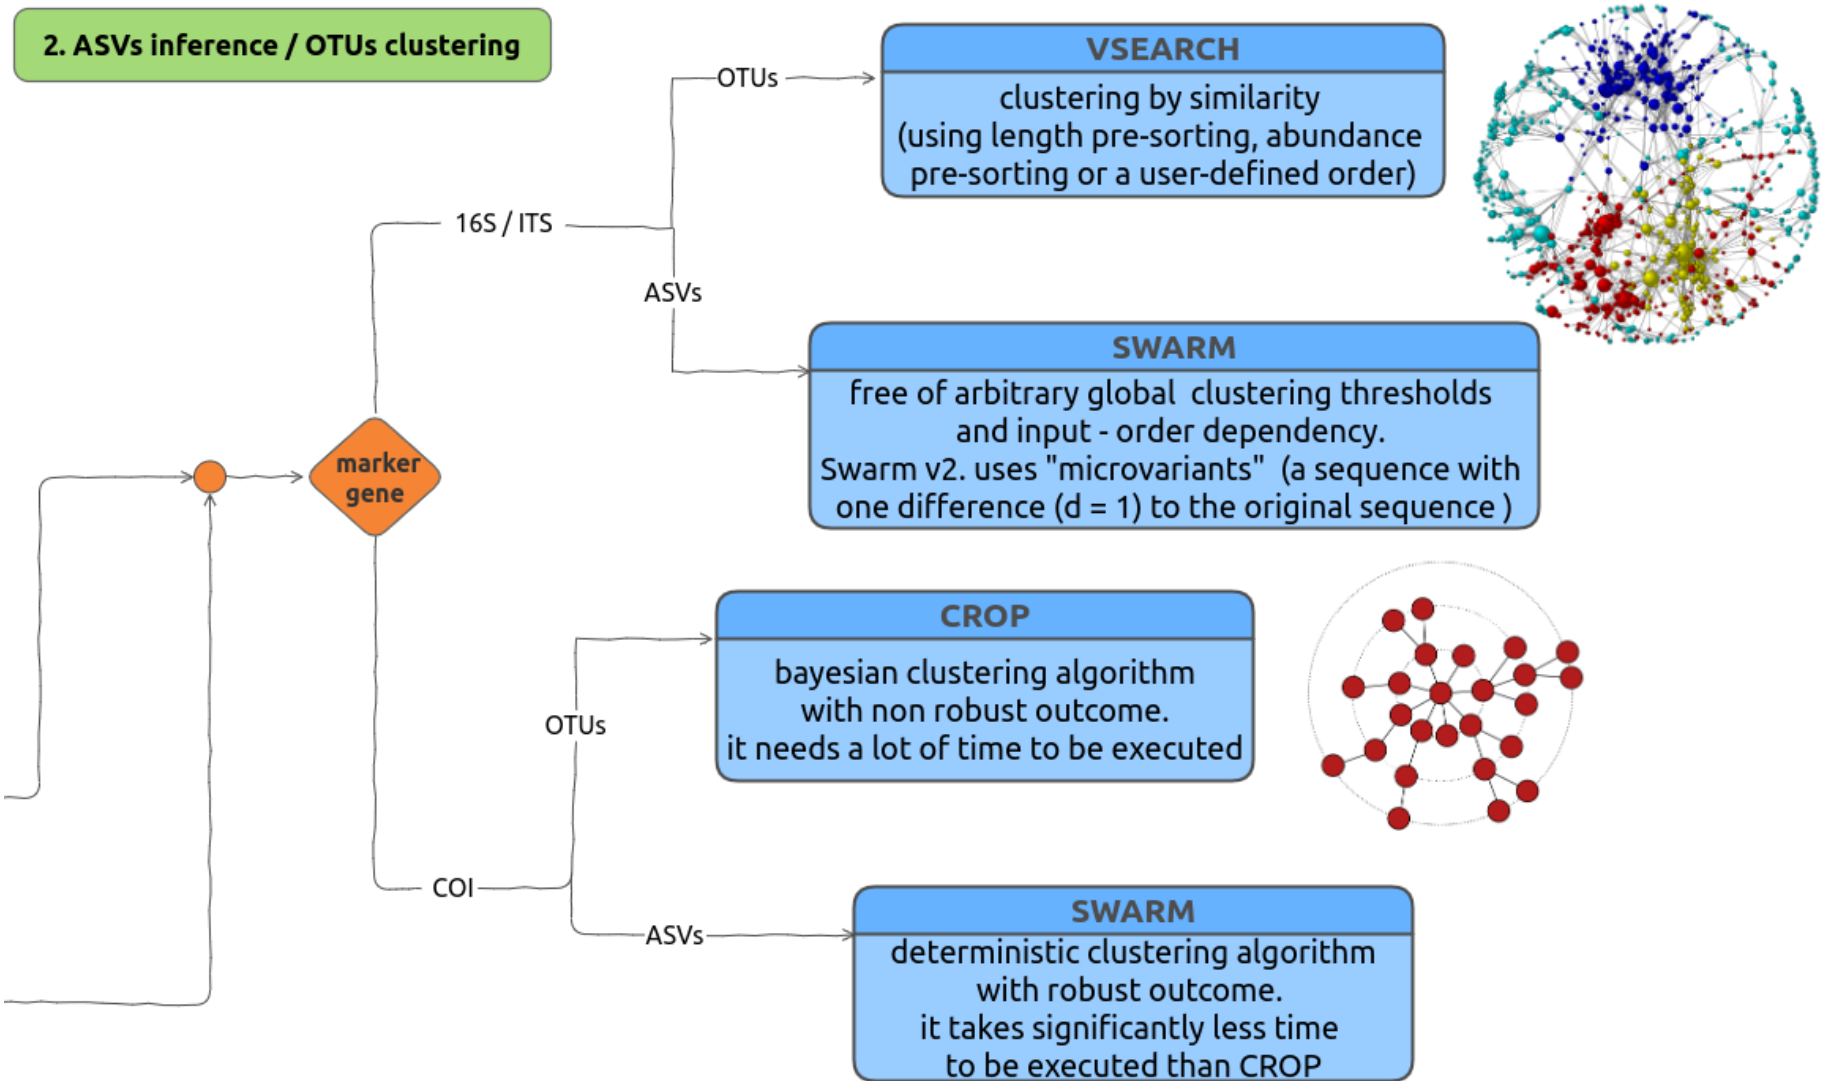 2. ASVs inference / OTUs clustering
VSEARCH
clustering by similarity
(using length pre-sorting, abundance
pre-sorting or a user-defined order)
OTUs
16S / ITS
ASVs
SWARM
free of arbitrary global clustering thresholds
and input - order dependency.
Swarm v2. uses "microvariants" (a sequence with
one difference (d = 1) to the original sequence )
marker
gene
CROP
bayesian clustering algorithm
with non robust outcome.
it needs a lot of time to be executed
OTUs
COI
ASVs
SWARM
deterministic clustering algorithm
with robust outcome.
it takes significantly less time
to be executed than CROP